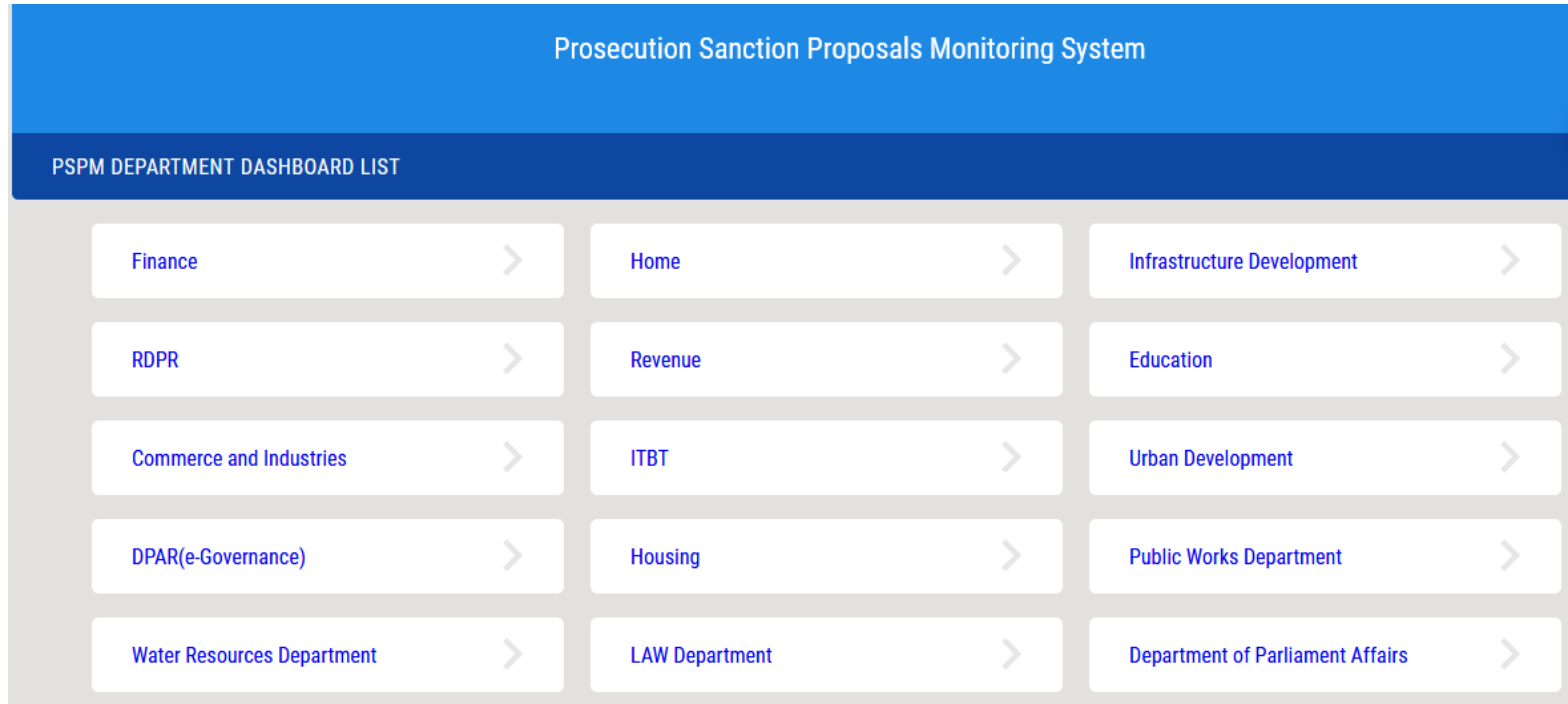 Prosecution Sanction Proposals Monitoring System
PSPM DEPARTMENT DASHBOARD LIST
Finance
Home
Infrastructure Development
RDPR
Revenue
Education
Commerce and Industries
ITBT
Urban Development
DPAR(e-Governance)
Housing
Public Works Department
Water Resources Department
LAW Department
Department of Parliament Affairs